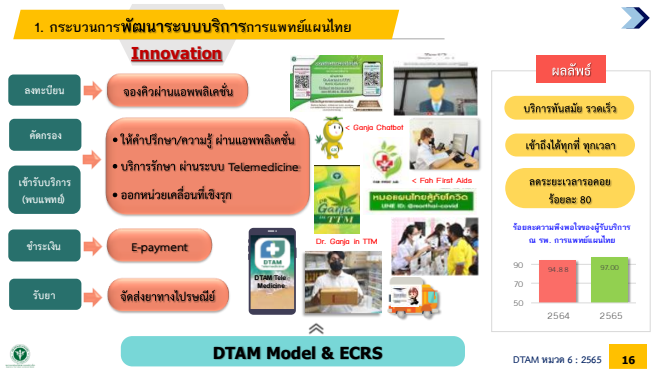 1. กระบวนการพัฒนาระบบบริการการแพทย์แผนไทย
Innovation
ลงทะเบียน
จองคิวผ่านแอพพลิเคชั่น
คัดกรอง
เข้ารับบริการ
(พบแพทย์)
• ให้คำปรึกษา/ความรู้ ผ่านแอพพลิเคชั่น
• บริการรักษา ผ่านระบบ Telemedicine
• ออกหน่วยเคลื่อนที่เชิงรุก
ชำระเงิน
E-payment
รับยา
จัดส่งยาทางไปรษณีย์
< Ganja Chatbot
< Fah First Aids
Ganja
in TTM
Dr. Ganja in TTM
หมอแผนไทยสู้ภัยโควิด
LINE ID: @morthai-covid
DTAM
DTAM Tele
Medicine
DTAM Model & ECRS
ผลลัพธ์
บริการทันสมัย รวดเร็ว
เข้าถึงได้ทุกที่ ทุกเวลา
ลดระยะเวลารอคอย
ร้อยละ 80
ร้อยละความพึงพอใจของผู้รับบริการ
ณ รพ. การแพทย์แผนไทย
90
70
50
94.8 8
97.00
2564
2565
DTAM หมวด 6 : 2565
16